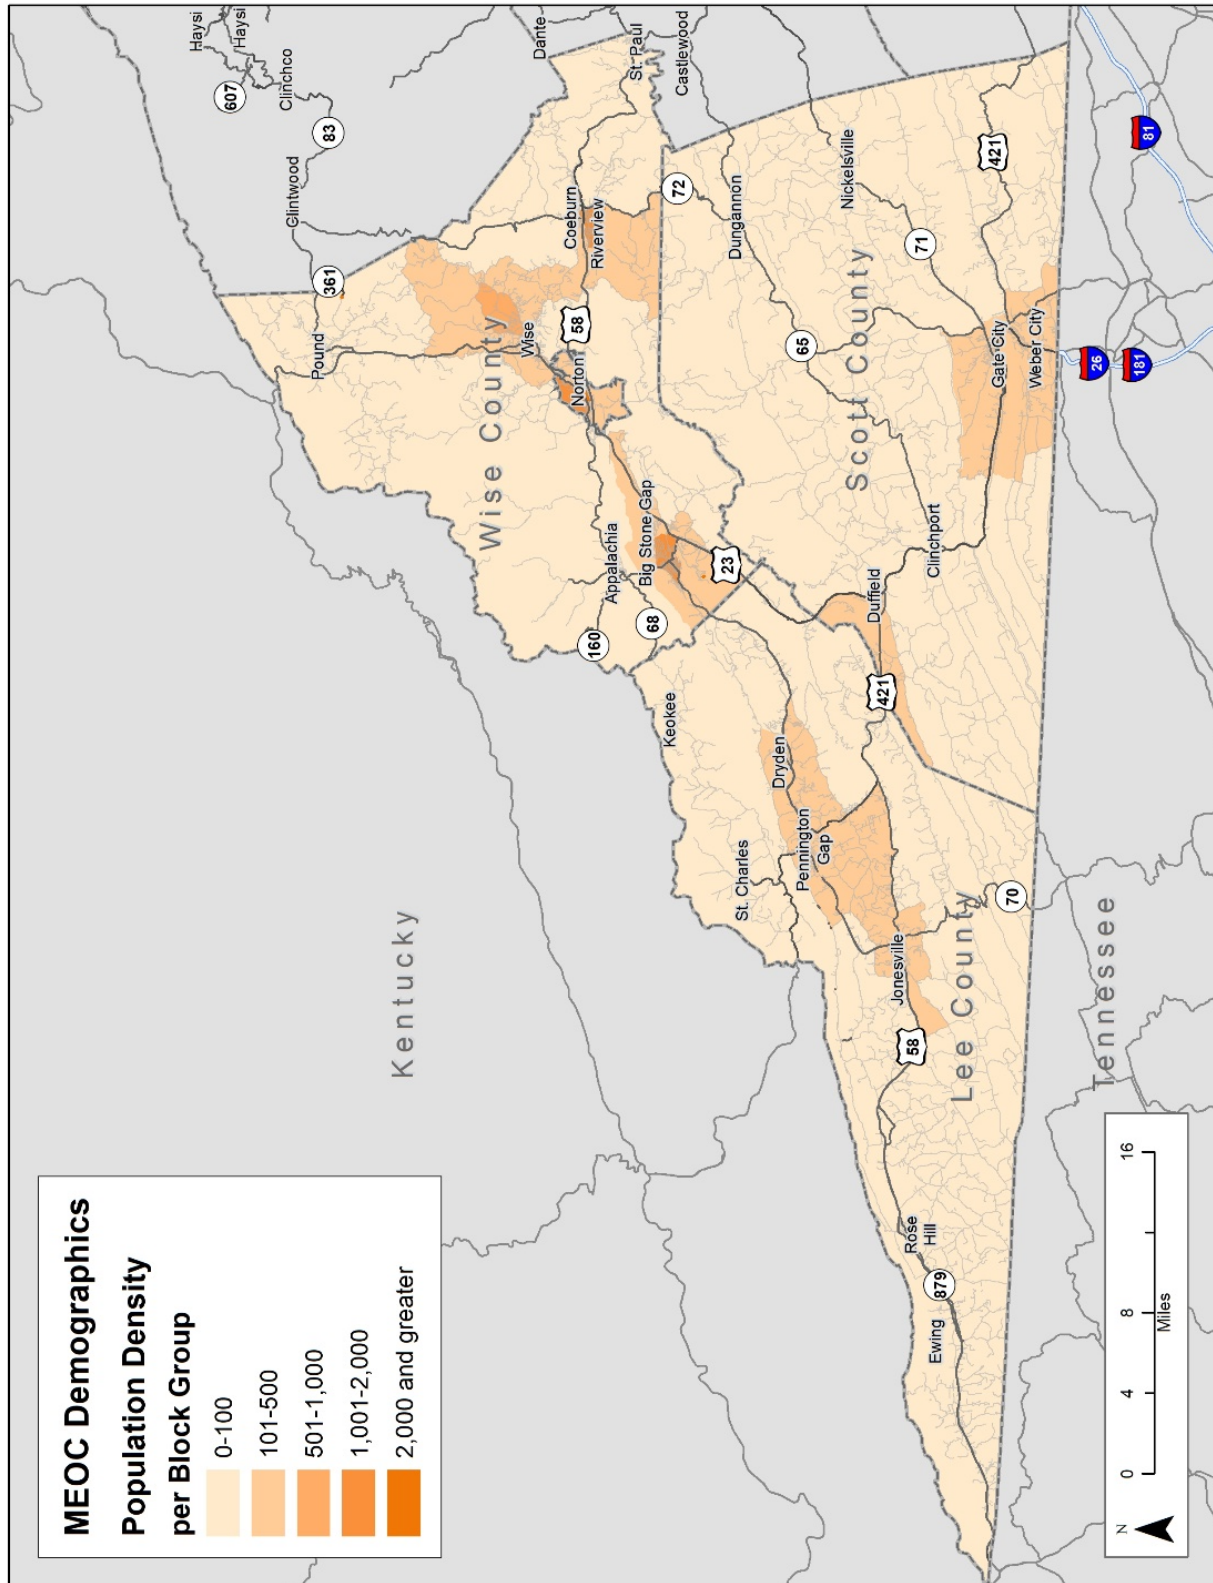 MEOC Demographics
Population Density
per Block Group
0-100
101-500
501-1,000
1,001-2,000
2,000 and greater
Kentucky
Tennessee
Wise County
Scott County
Lee County
Haysi
Haysi
607
Clinchco
83
Clintwood
361
Pound
Dante
St. Paul
Castlewood
Coeburn
Riverview
72
Wise
58
Norton
Dungannon
Nickelsville
71
421
81
65
Gate City
Weber City
26
181
Appalachia
Big Stone Gap
160
68
23
Clinchport
Duffield
421
Keokee
Dryden
Pennington
Gap
St. Charles
70
Jonesville
58
Rose
Hill
879
Ewing
N
0
4
8
16
Miles